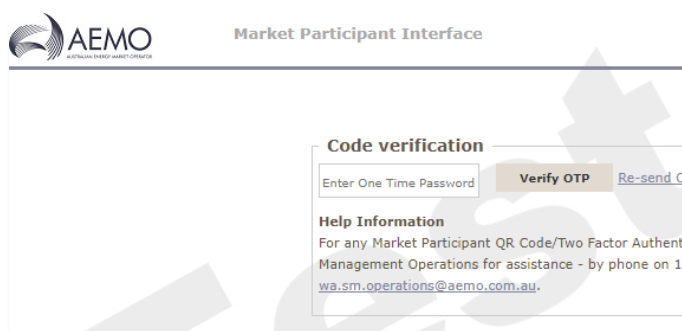 AEMO
AUSTRALIAN ENERGY MARKET OPERATOR
Market Participant Interface
Code verification
Enter One Time Password
Verify OTP
Re-send
Help Information
For any Market Participant QR Code/Two Factor Authent
Management Operations for assistance - by phone on 1
wa.sm.operations@aemo.com.au.
Test